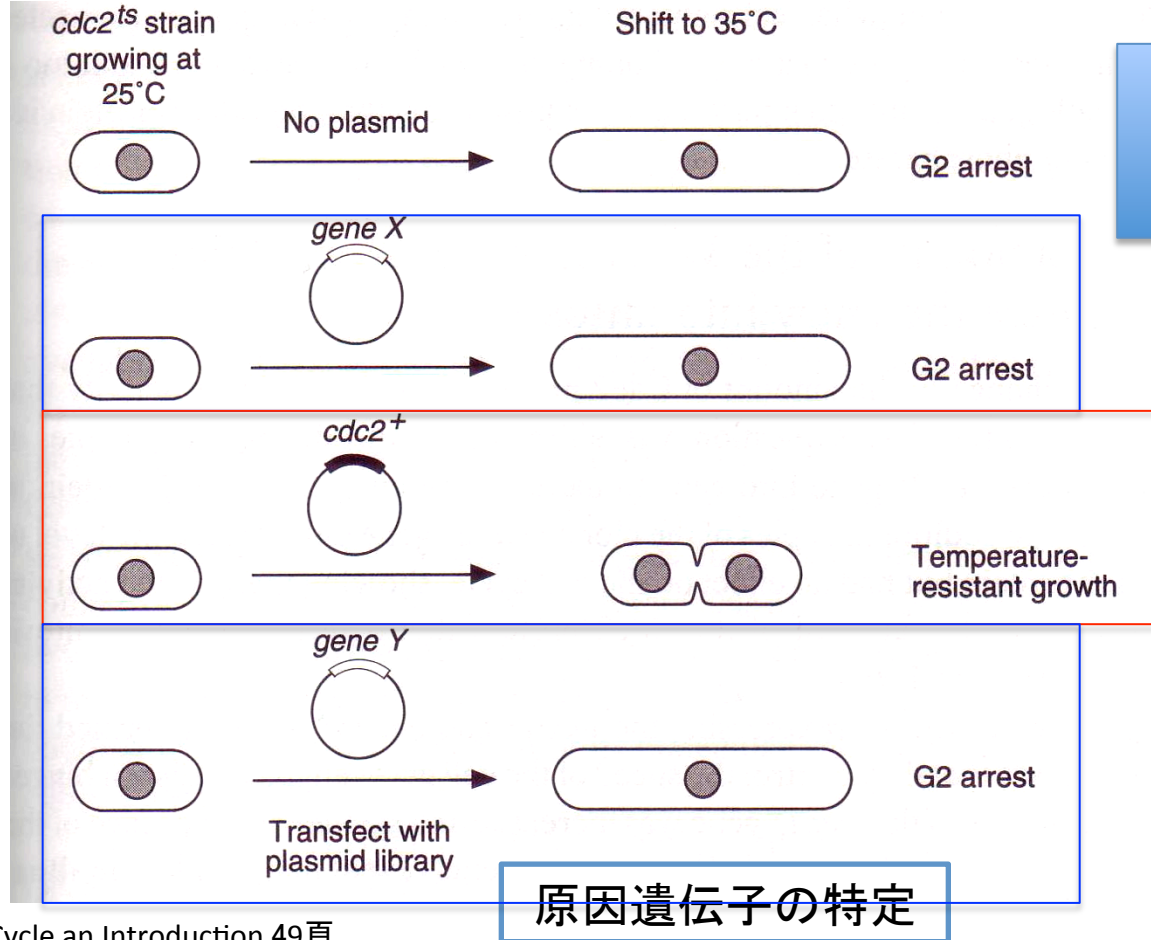 cdc2ts strain
growing at
25˚C
Shift to 35˚C
No plasmid
G2 arrest
gene X
G2 arrest
cdc2+
Temperature-
resistant growth
gene Y
G2 arrest
Transfect with
plasmid library
原因遺伝子の特定
Cycle an Introduction 49頁